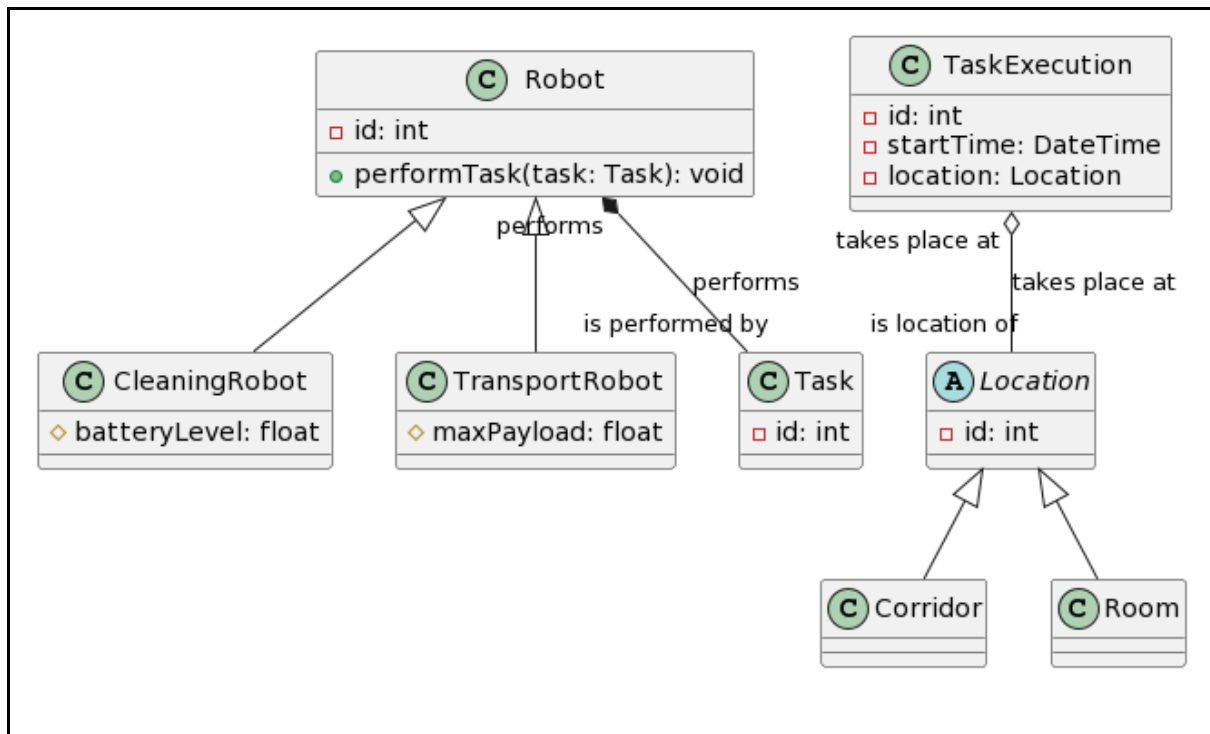 C Robot
id: int
performTask(task: Task): void
C TaskExecution
id: int
startTime: DateTime
location: Location
performs
takes place at
performs
takes place at
is performed by
is location of
C CleaningRobot
batteryLevel: float
C TransportRobot
maxPayload: float
C Task
id: int
A Location
id: int
C Corridor
C Room